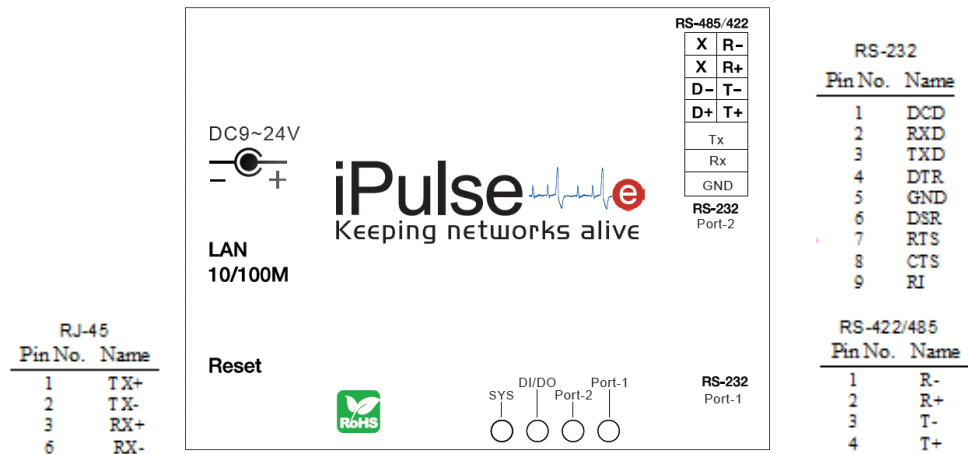 RS-485/422
X R-
X R+
D- T-
D+ T+
Tx
Rx
GND
RS-232
Port-2
DC9~24V
- +
iPulse e
Keeping networks alive
LAN
10/100M
Reset
RoHS
SYS
DI/DO
Port-2
Port-1
RS-232
Port-1
RJ-45
Pin No. Name
1 TX+
2 TX-
3 RX+
6 RX-
RS-232
Pin No. Name
1 DCD
2 RXD
3 TXD
4 DTR
5 GND
6 DSR
7 RTS
8 CTS
9 RI
RS-422/485
Pin No. Name
1 R-
2 R+
3 T-
4 T+